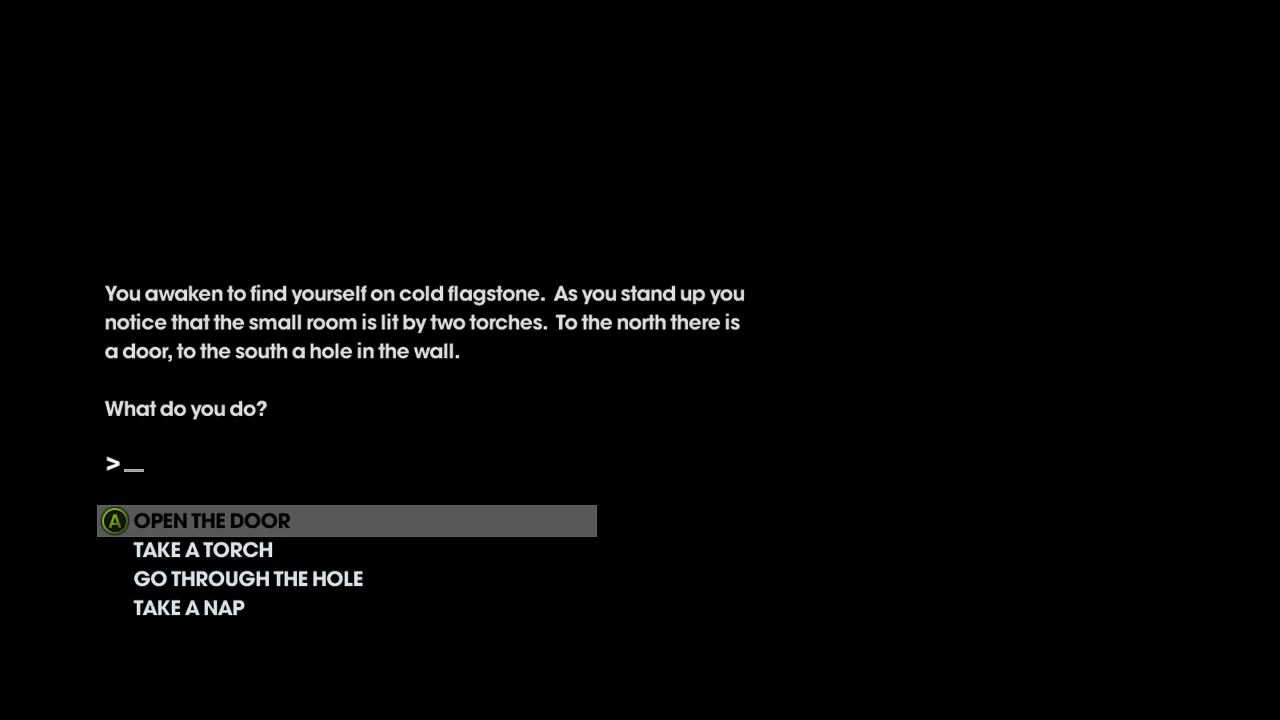 You awaken to find yourself on cold flagstone.  As you stand up you
notice that the small room is lit by two torches.  To the north there is
a door, to the south a hole in the wall.
What do you do?
>_
A OPEN THE DOOR
TAKE A TORCH
GO THROUGH THE HOLE
TAKE A NAP